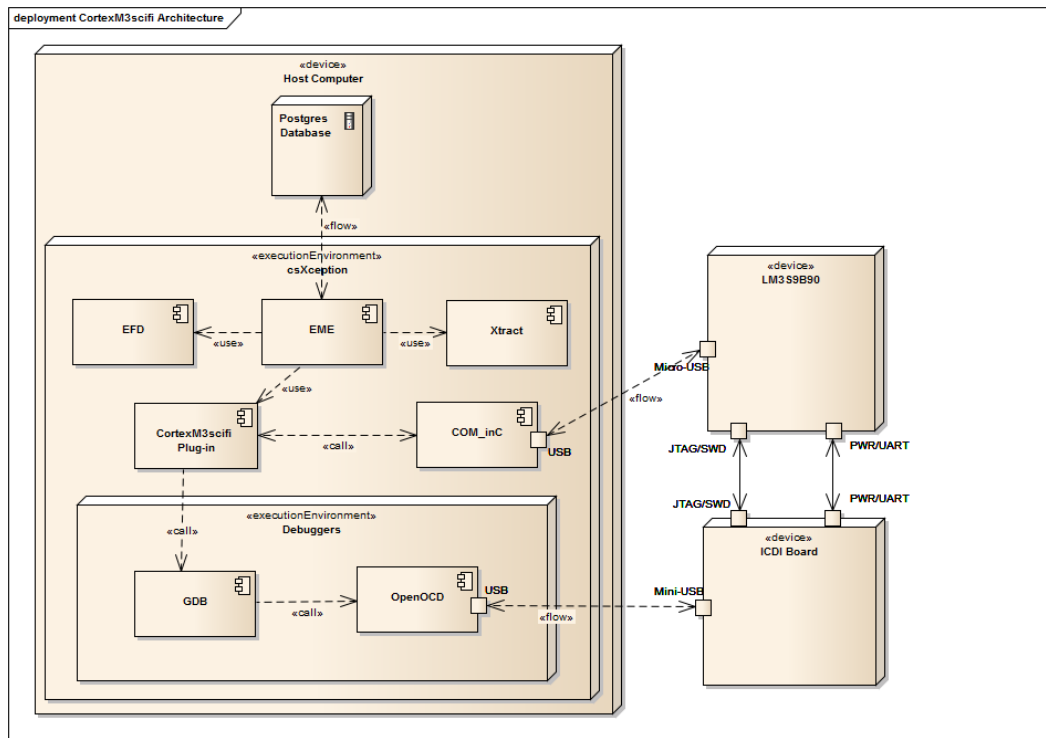 deployment CortexM3scifi Architecture
«device»
Host Computer
Postgres
Database
«flow»
«executionEnvironment»
csXception
EFD
EME
Xtract
«use»
«use»
«use»
CortexM3scifi
Plug-in
COM_inC
«call»
USB
«call»
«executionEnvironment»
Debuggers
GDB
OpenOCD
USB
«call»
«device»
LM3S9B90
Micro-USB
«flow»
JTAG/SWD
PWR/UART
JTAG/SWD
PWR/UART
«device»
ICDI Board
Mini-USB
«flow»